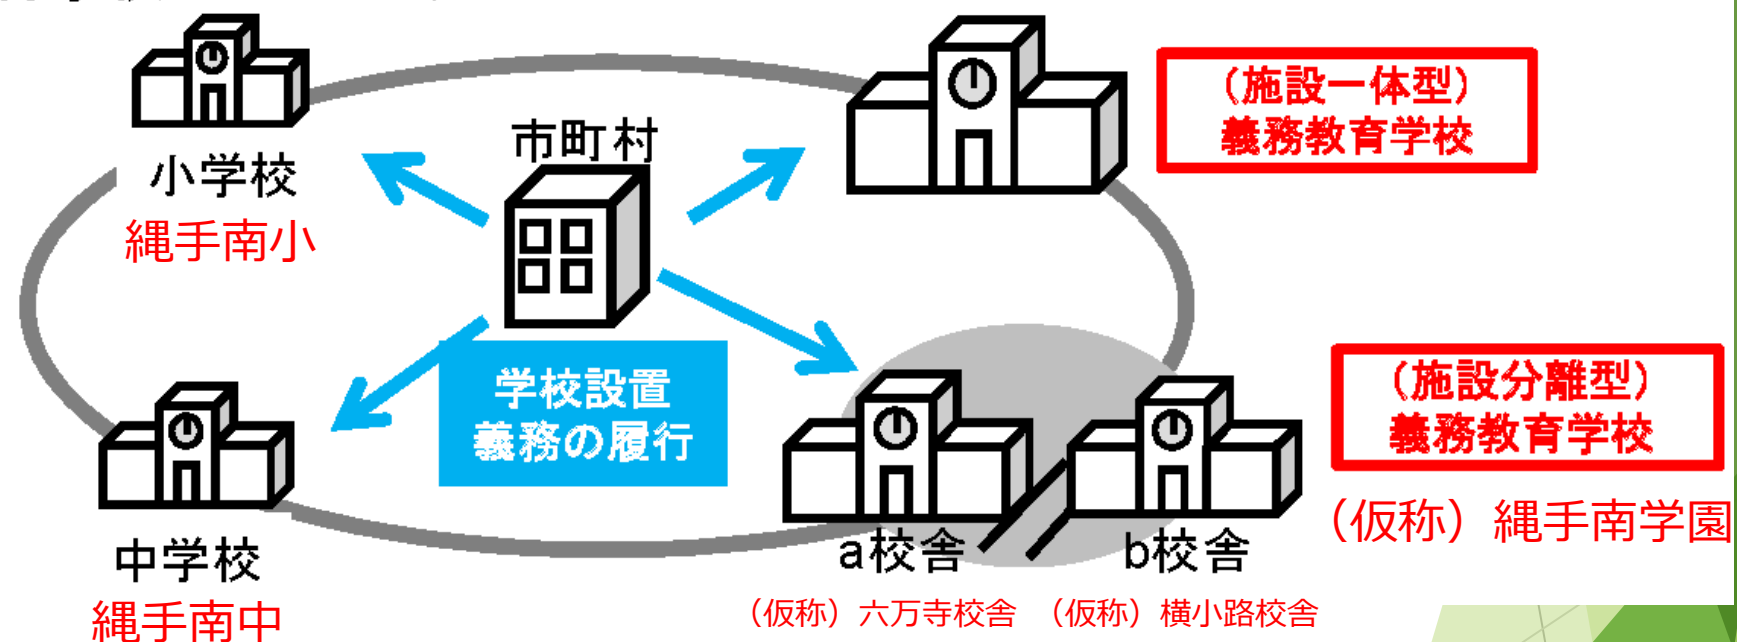 小学校
縄手南小
市町村
（施設一体型）
義務教育学校
学校設置
義務の履行
中学校
縄手南中
a校舎
（仮称）六万寺校舎
b校舎
（仮称）横小路校舎
（施設分離型）
義務教育学校
（仮称）縄手南学園